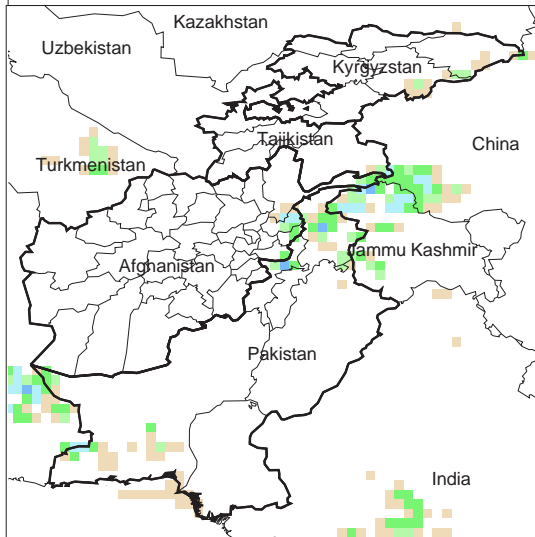 Kazakhstan
Uzbekistan
Kyrgyzstan
Tajikistan
China
Turkmenistan
Jammu Kashmir
Afghanistan
Pakistan
India